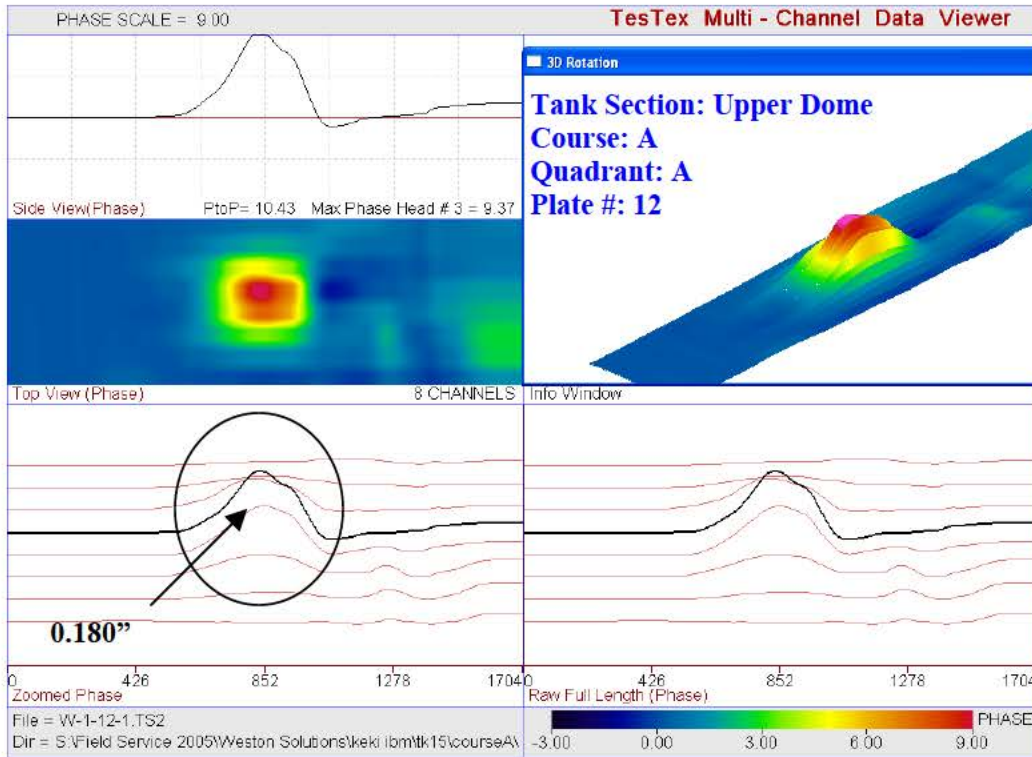 PHASE SCALE = 9.00
TesTex Multi - Channel Data Viewer
3D Rotation
Tank Section: Upper Dome
Course: A
Quadrant: A
Plate #: 12
Side View(Phase) PtoP= 10.43 Max Phase Head # 3 = 9.37
Top View (Phase) 8 CHANNELS
Info Window
0.180”
0 426 852 1278 1704
Zoomed Phase
0 426 852 1278 1704
Raw Full Length (Phase)
File = W-1-12-1.TS2
Dir = S:\Field Service 2005\Weston Solutions\keki ibm\tk15\courseA\
PHASE
-3.00 0.00 3.00 6.00 9.00